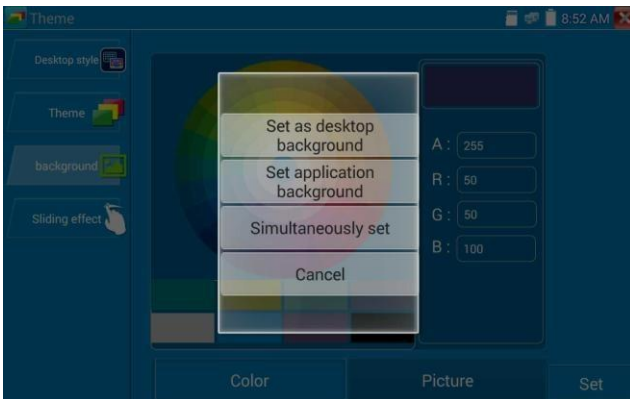 Theme
8:52 AM
Desktop style
Theme
background
Sliding effect
Set as desktop
background
Set application
background
Simultaneously set
Cancel
A : 255
R : 50
G : 50
B : 100
Color
Picture
Set